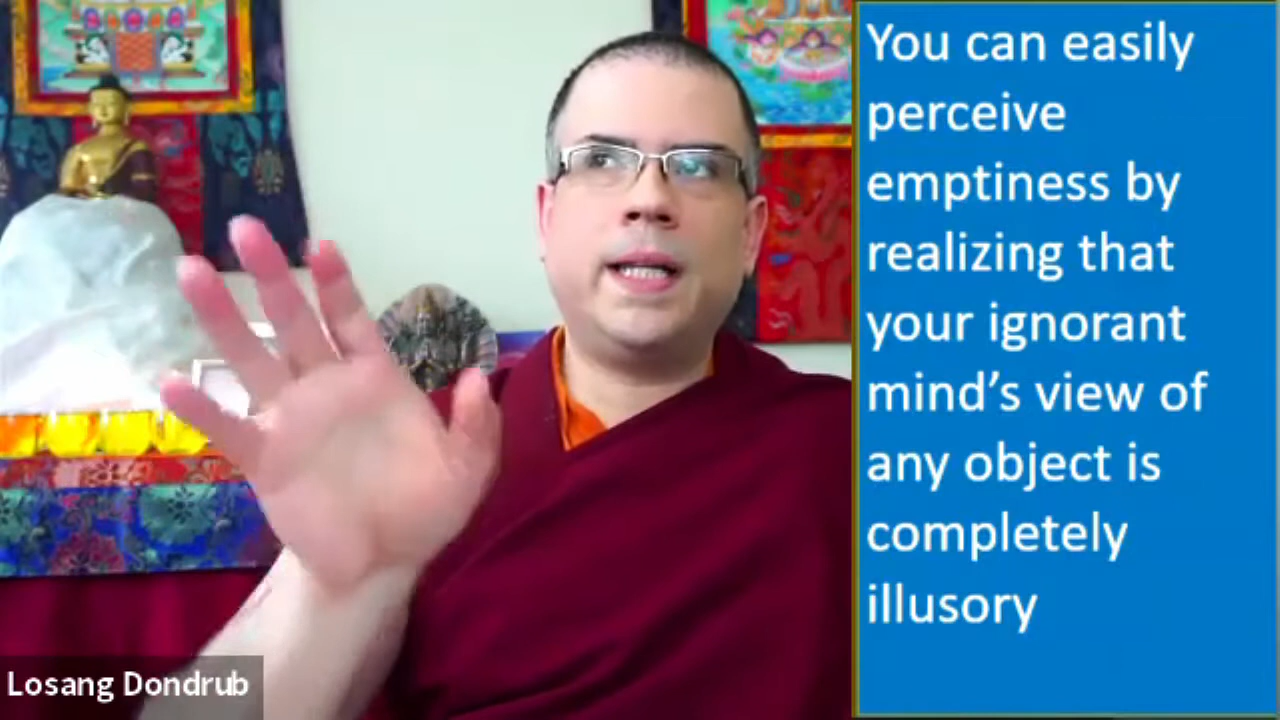 You can easily
perceive
emptiness by
realizing that
your ignorant
mind’s view of
any object is
completely
illusory
Losang Dondrub